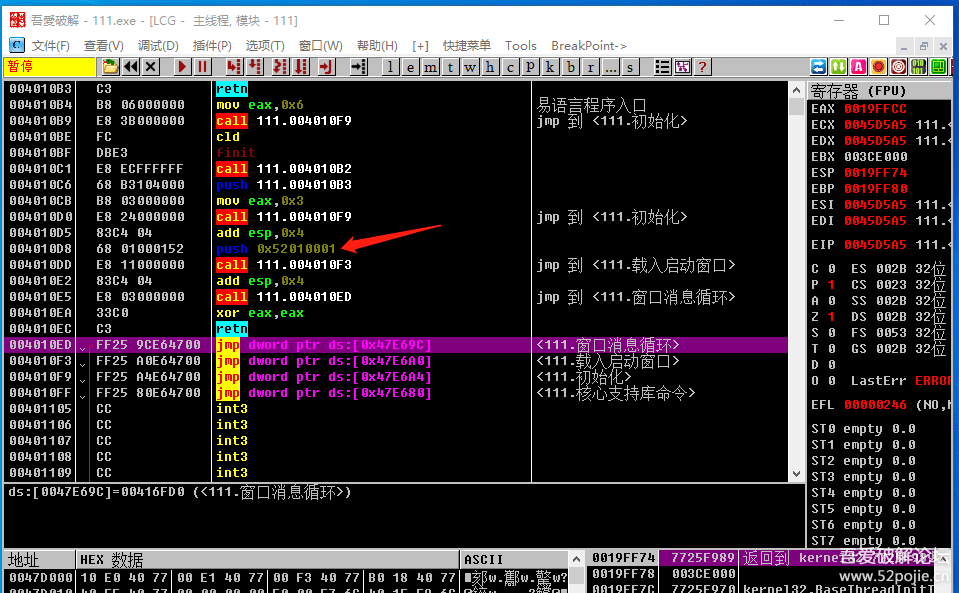 吾爱破解 - 111.exe - [LCG - 主线程, 模块 - 111]
C 文件(F) 查看(V) 调试(D) 插件(P) 选项(T) 窗口(W) 帮助(H) [+] 快捷菜单 Tools BreakPoint->
暂停 l e m t w h c p k b r ... s ?
004010B3 C3 retn
004010B4 B8 06000000 mov eax,0x6 易语言程序入口
004010B9 E8 3B000000 call 111.004010F9 jmp 到 <111.初始化>
004010BE FC cld
004010BF DBE3 finit
004010C1 E8 ECFFFFFF call 111.004010B2
004010C6 68 B3104000 push 111.004010B3
004010CB B8 03000000 mov eax,0x3
004010D0 E8 24000000 call 111.004010F9 jmp 到 <111.初始化>
004010D5 83C4 04 add esp,0x4
004010D8 68 01000152 push 0x52010001
004010DD E8 11000000 call 111.004010F3 jmp 到 <111.载入启动窗口>
004010E2 83C4 04 add esp,0x4
004010E5 E8 03000000 call 111.004010ED jmp 到 <111.窗口消息循环>
004010EA 33C0 xor eax,eax
004010EC C3 retn
004010ED FF25 9CE64700 jmp dword ptr ds:[0x47E69C] <111.窗口消息循环>
004010F3 FF25 A0E64700 jmp dword ptr ds:[0x47E6A0] <111.载入启动窗口>
004010F9 FF25 A4E64700 jmp dword ptr ds:[0x47E6A4] <111.初始化>
004010FF FF25 80E64700 jmp dword ptr ds:[0x47E680] <111.核心支持库命令>
00401105 CC int3
00401106 CC int3
00401107 CC int3
00401108 CC int3
00401109 CC int3
ds:[0047E69C]=00416FD0 (<111.窗口消息循环>)
寄存器 (FPU)
EAX 0019FFCC
ECX 0045D5A5 111.<
EDX 0045D5A5 111.<
EBX 003CE000
ESP 0019FF74
EBP 0019FF80
ESI 0045D5A5 111.<
EDI 0045D5A5 111.<
EIP 0045D5A5 111.<
C 0 ES 002B 32位
P 1 CS 0023 32位
A 0 SS 002B 32位
Z 1 DS 002B 32位
S 0 FS 0053 32位
T 0 GS 002B 32位
D 0
O 0 LastErr ERROR
EFL 00000246 (NO,N
ST0 empty 0.0
ST1 empty 0.0
ST2 empty 0.0
ST3 empty 0.0
ST4 empty 0.0
ST5 empty 0.0
ST6 empty 0.0
ST7 empty 0.0
地址 HEX 数据 ASCII
0047D000 10 E0 40 77 00 E1 40 77 00 F3 40 77 B0 18 40 77
0019FF74 7725F989 返回到
0019FF78 003CE000
0019FF7C 7725F970 kernel32.BaseThreadInitT
吾爱破解论坛
www.52pojie.cn